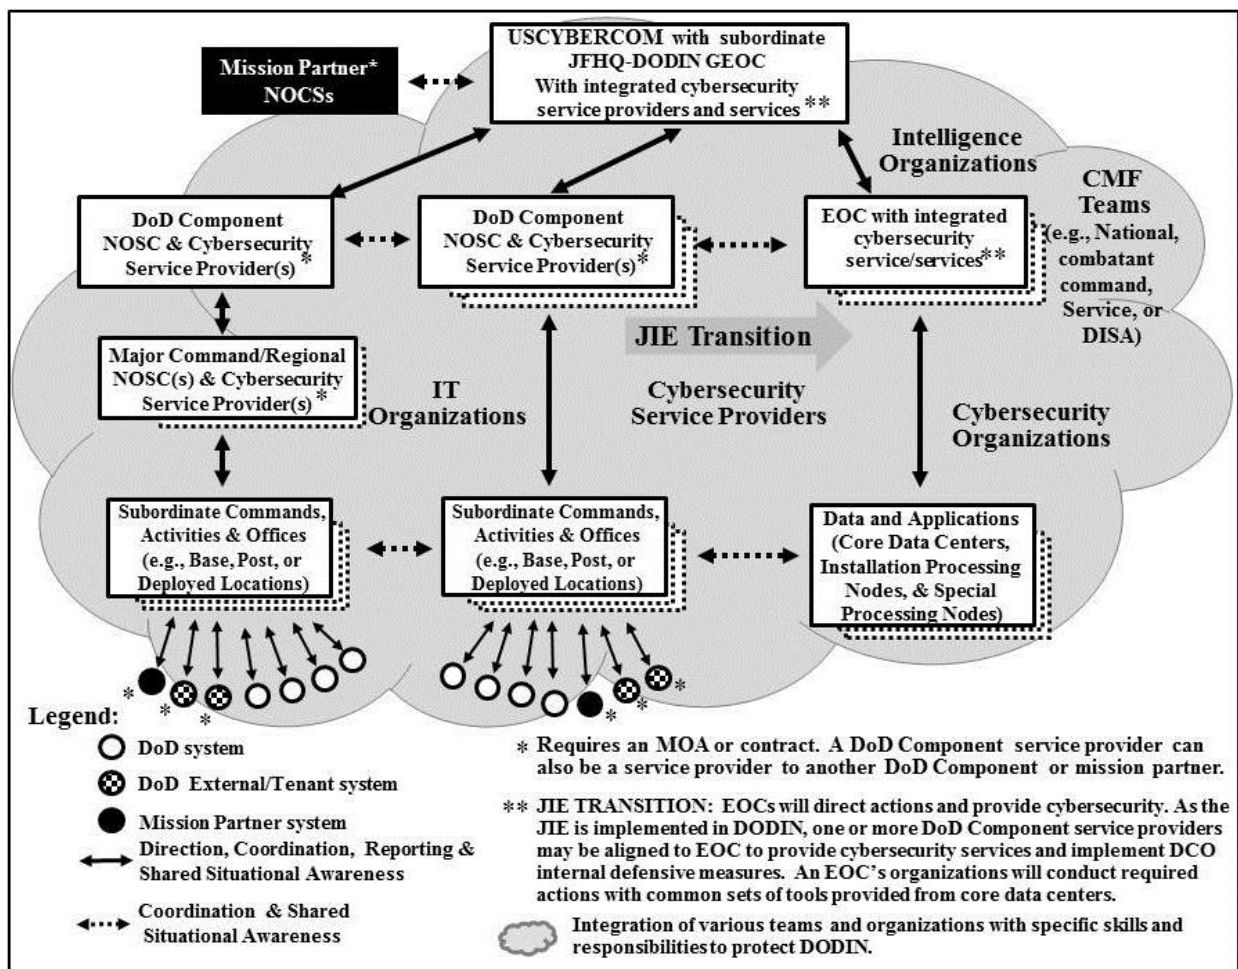 USCYBERCOM with subordinate
JFHQ-DODIN GEOC
With integrated cybersecurity
service providers and services**
Mission Partner*
NOCSs
Intelligence
Organizations
CMF
Teams
(e.g., National,
combatant
command,
Service, or
DISA)
DoD Component
NOSC & Cybersecurity
Service Provider(s)*
DoD Component
NOSC & Cybersecurity
Service Provider(s)*
EOC with integrated
cybersecurity
service/services**
JIE Transition
Major Command/Regional
NOSC(s) & Cybersecurity
Service Provider(s)*
IT
Organizations
Cybersecurity
Service Providers
Cybersecurity
Organizations
Subordinate Commands,
Activities & Offices
(e.g., Base, Post, or
Deployed Locations)
Subordinate Commands,
Activities & Offices
(e.g., Base, Post, or
Deployed Locations)
Data and Applications
(Core Data Centers,
Installation Processing
Nodes, & Special
Processing Nodes)
* * *
* * *
Legend:
DoD system
DoD External/Tenant system
Mission Partner system
Direction, Coordination, Reporting &
Shared Situational Awareness
Coordination & Shared
Situational Awareness
* Requires an MOA or contract. A DoD Component service provider can
also be a service provider to another DoD Component or mission partner.
** JIE TRANSITION: EOCs will direct actions and provide cybersecurity. As the
JIE is implemented in DODIN, one or more DoD Component service providers
may be aligned to EOC to provide cybersecurity services and implement DCO
internal defensive measures. An EOC's organizations will conduct required
actions with common sets of tools provided from core data centers.
Integration of various teams and organizations with specific skills and
responsibilities to protect DODIN.